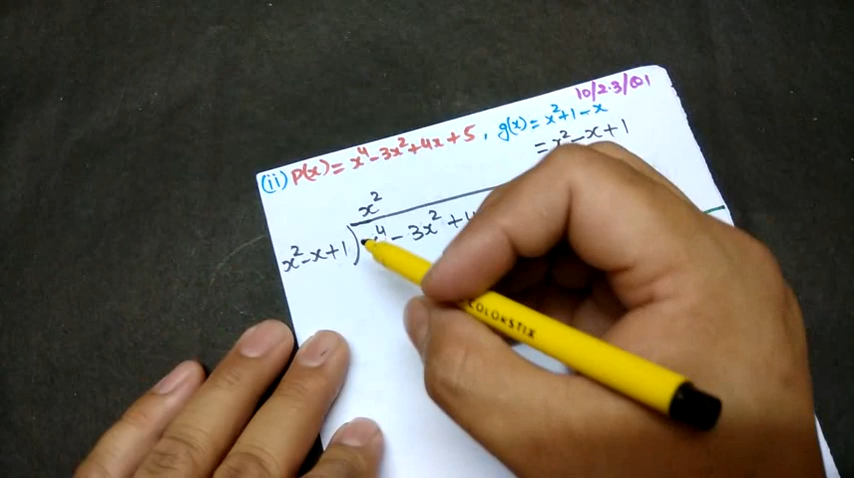 10/2.3/Q1
(ii) P(x) = x⁴ - 3x² + 4x + 5 , g(x) = x² + 1 - x
= x² - x + 1
x²
x² - x + 1 ) x⁴ - 3x² + 4
COLORSTIX